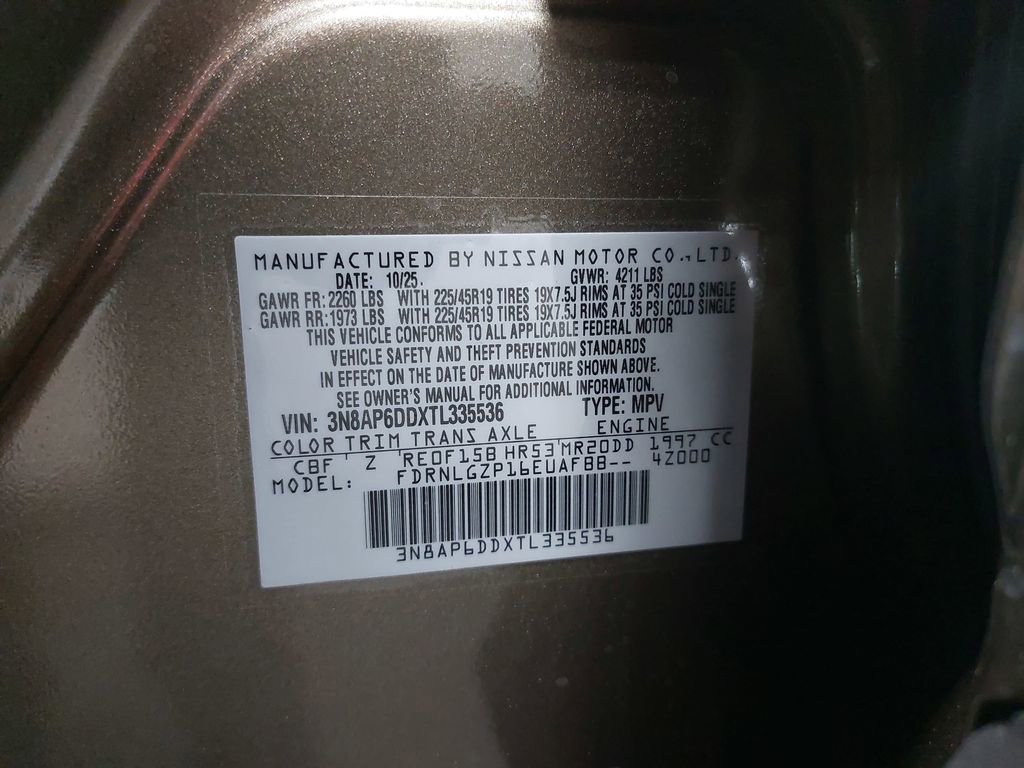 MANUFACTURED BY NISSAN MOTOR CO., LTD.
DATE: 10/25. GVWR: 4211 LBS
GAWR FR: 2260 LBS WITH 225/45R19 TIRES 19X7.5J RIMS AT 35 PSI COLD SINGLE
GAWR RR: 1973 LBS WITH 225/45R19 TIRES 19X7.5J RIMS AT 35 PSI COLD SINGLE
THIS VEHICLE CONFORMS TO ALL APPLICABLE FEDERAL MOTOR
VEHICLE SAFETY AND THEFT PREVENTION STANDARDS
IN EFFECT ON THE DATE OF MANUFACTURE SHOWN ABOVE.
SEE OWNER'S MANUAL FOR ADDITIONAL INFORMATION.
VIN: 3N8AP6DDXTL335536 TYPE: MPV
COLOR TRIM TRANS AXLE ENGINE
CBF Z RE0F15B HR53 MR20DD 1997 CC
MODEL: FDRNLGZP16EUAFBB-- 4Z000
3N8AP6DDXTL335536